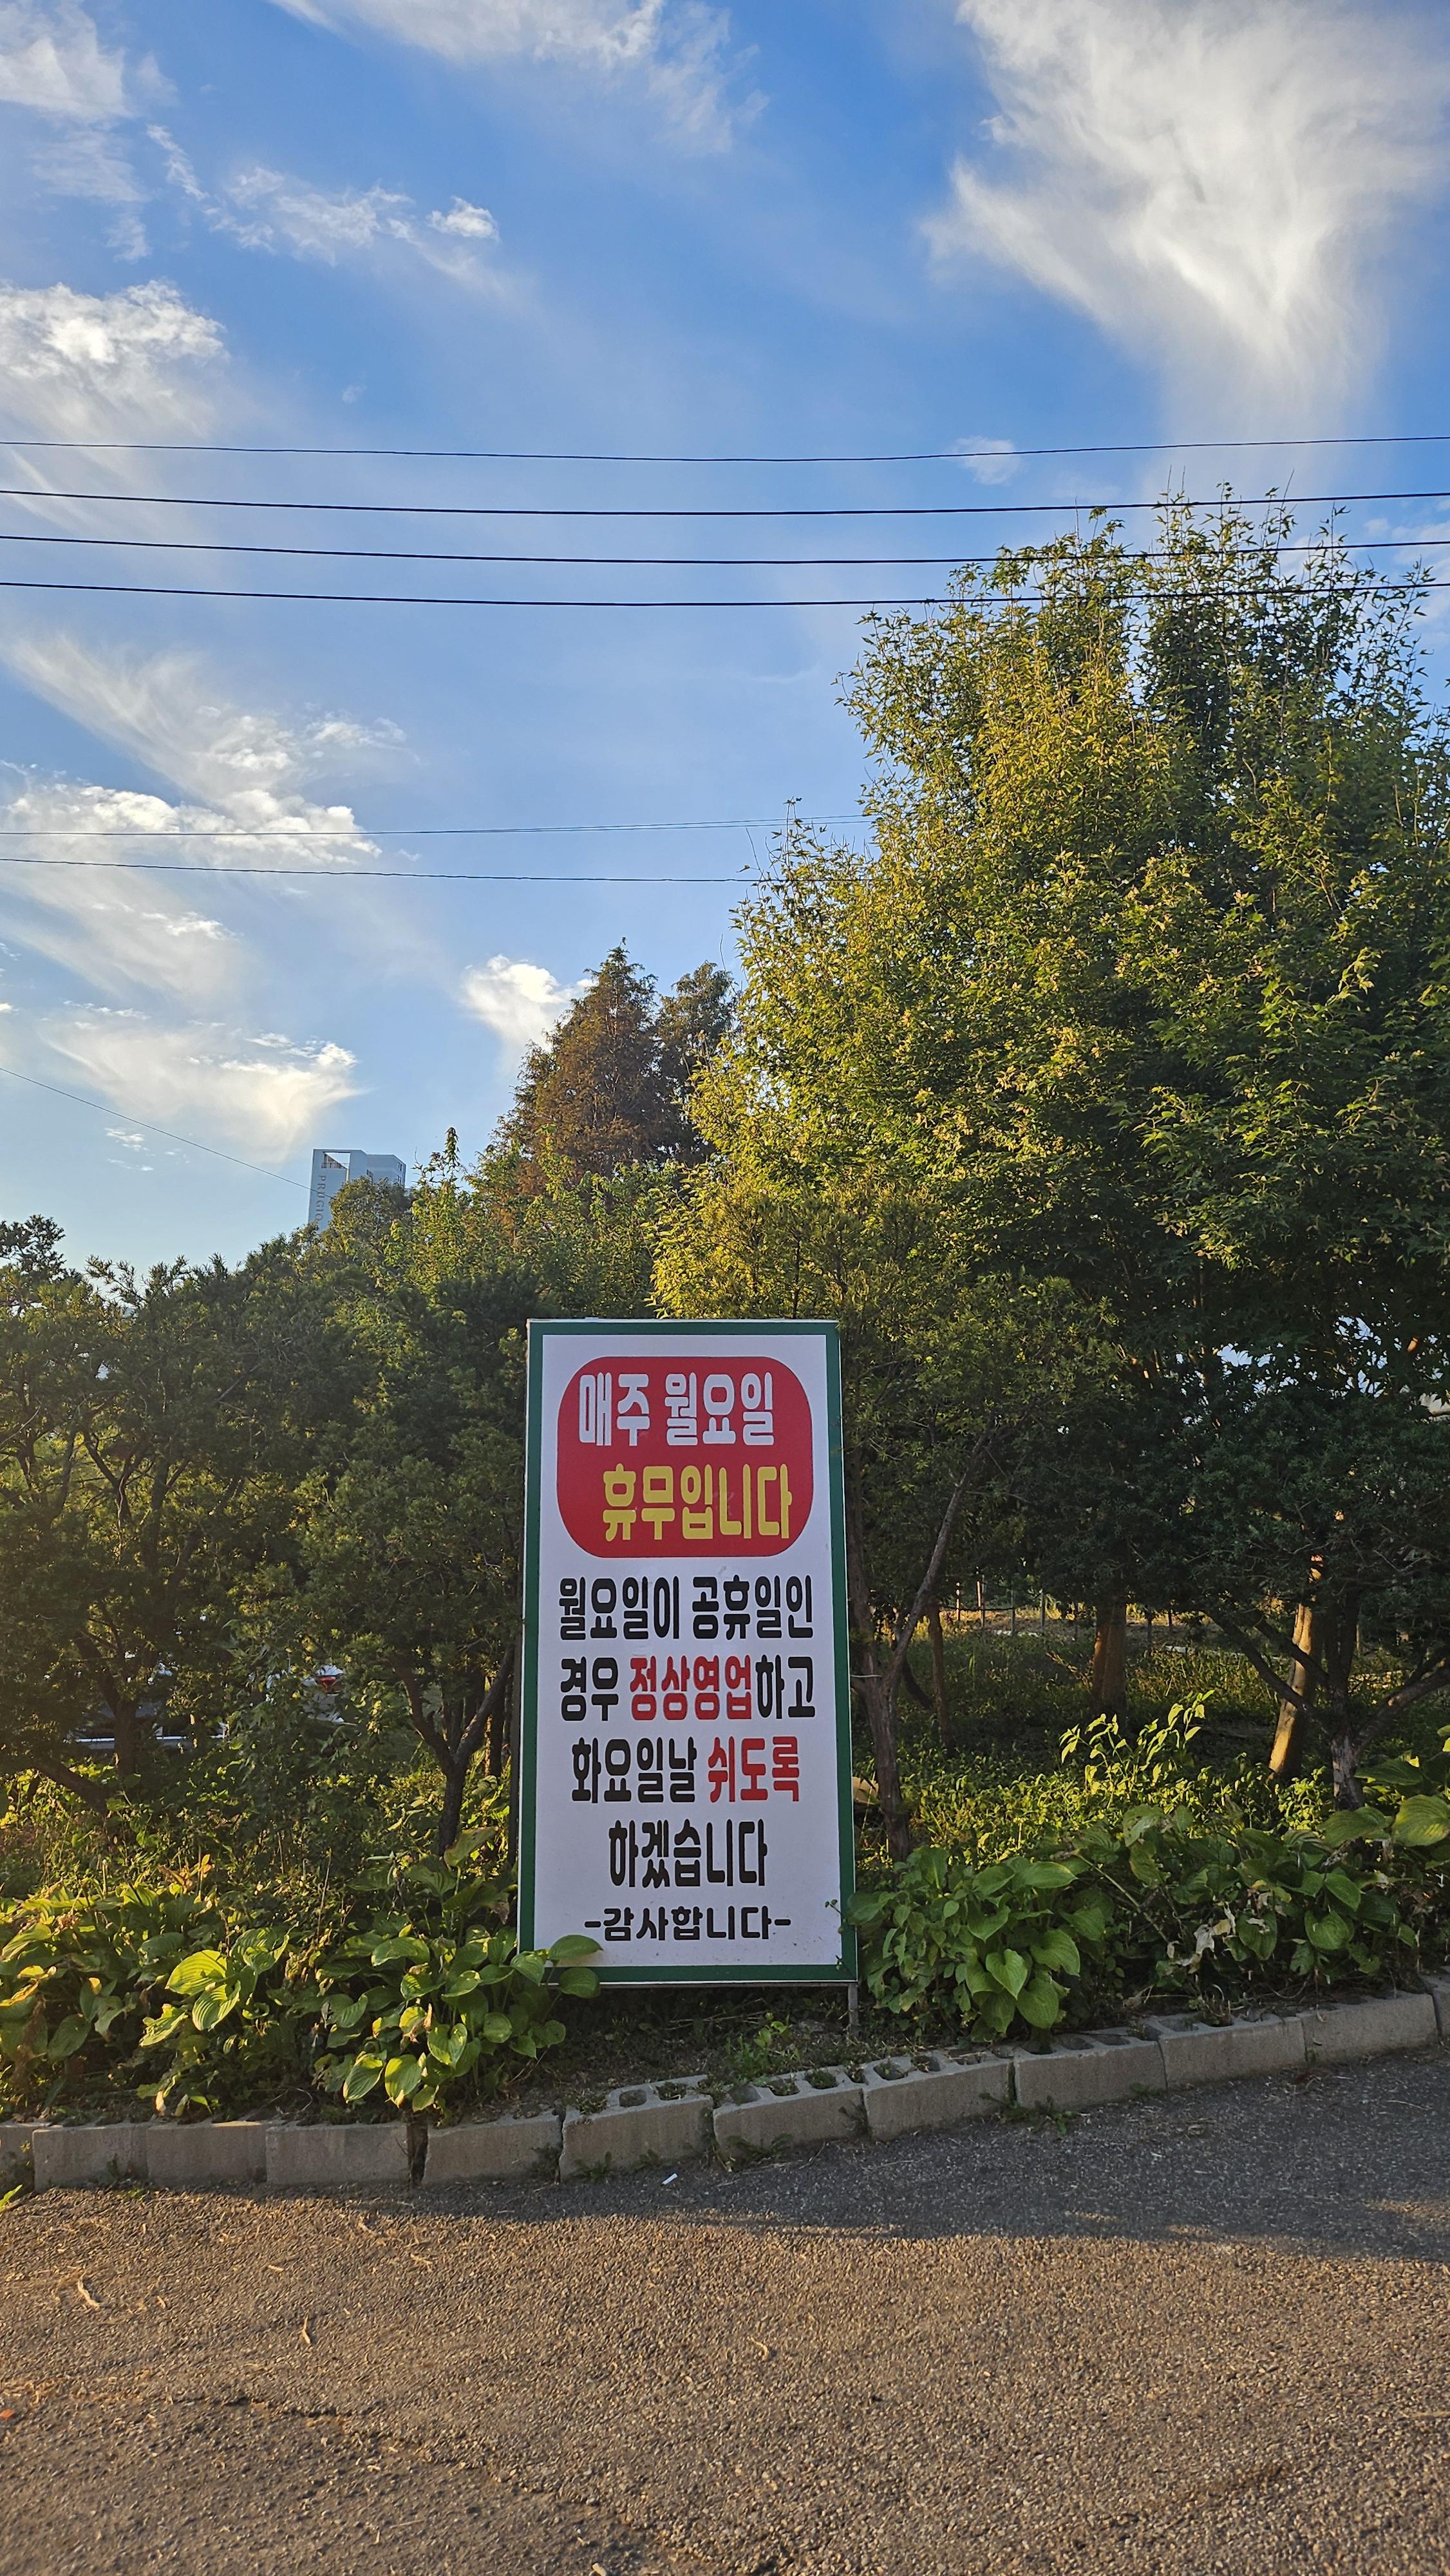 PRUGIO
매주 월요일
휴무입니다
월요일이 공휴일인
경우 정상영업하고
화요일날 쉬도록
하겠습니다
-감사합니다-